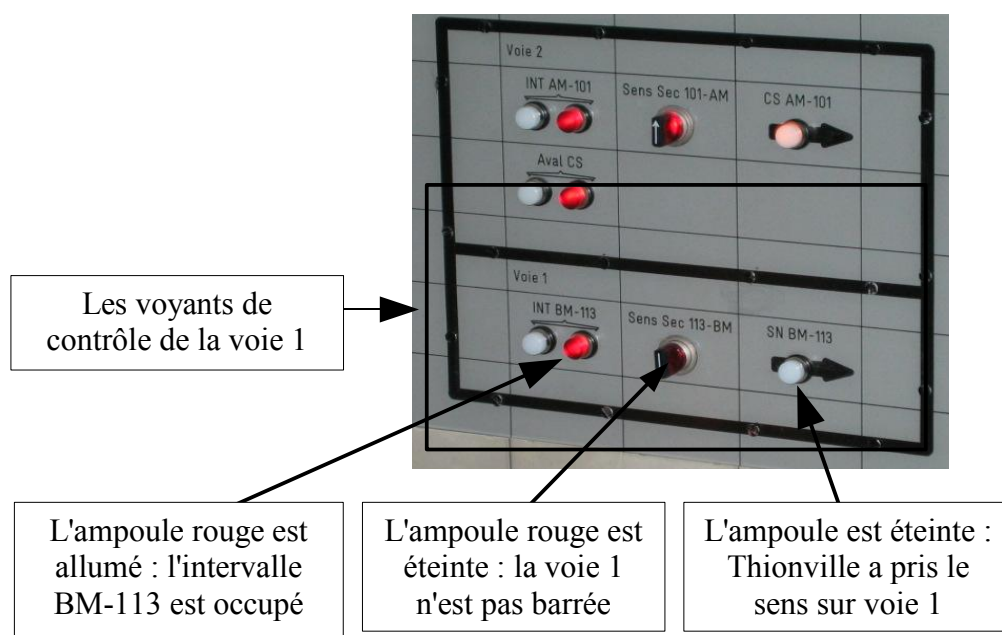 Voie 2
INT AM-101
Sens Sec 101-AM
CS AM-101
Aval CS
Voie 1
INT BM-113
Sens Sec 113-BM
SN BM-113
Les voyants de
contrôle de la voie 1
L'ampoule rouge est
allumé : l'intervalle
BM-113 est occupé
L'ampoule rouge est
éteinte : la voie 1
n'est pas barrée
L'ampoule est éteinte :
Thionville a pris le
sens sur voie 1